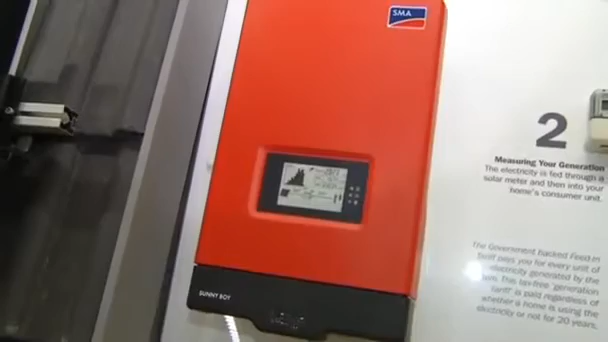 SMA
2
Measuring Your Generation
The electricity is fed through a
solar meter and then into your
home's consumer unit.
The Government backed Feed in
Tariff pays you for every unit of
electricity generated by the
This tax-free 'generation
tariff' is paid regardless of
whether a home is using the
electricity or not for 20 years.
SUNNY BOY